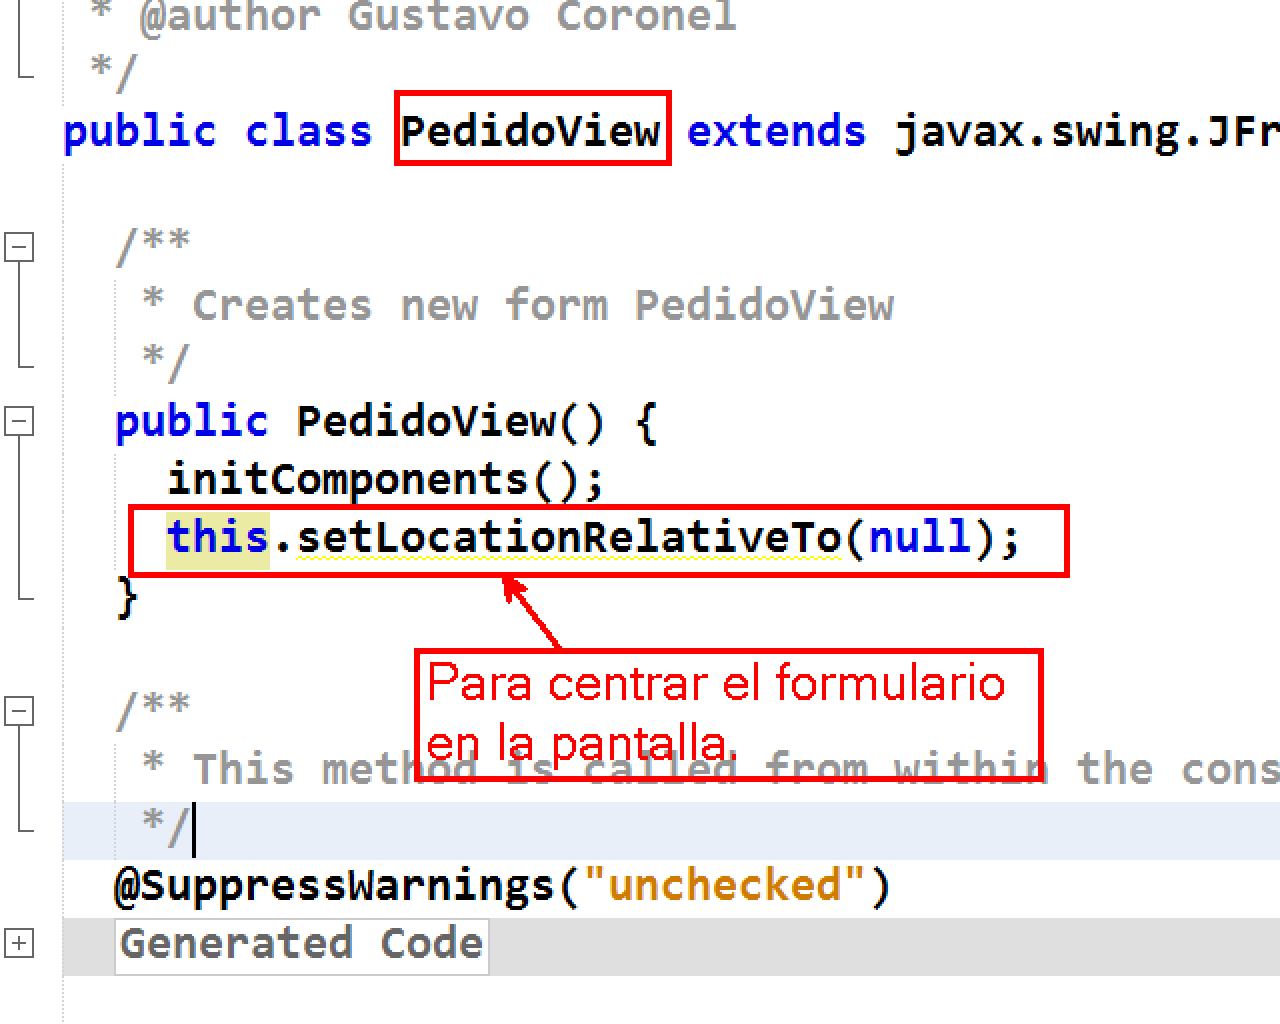 * @author Gustavo Coronel
*/
public class PedidoView extends javax.swing.JFr
/**
* Creates new form PedidoView
*/
public PedidoView() {
initComponents();
this.setLocationRelativeTo(null);
}
Para centrar el formulario
en la pantalla.
/**
* This method is called from within the cons
*/
@SuppressWarnings("unchecked")
Generated Code